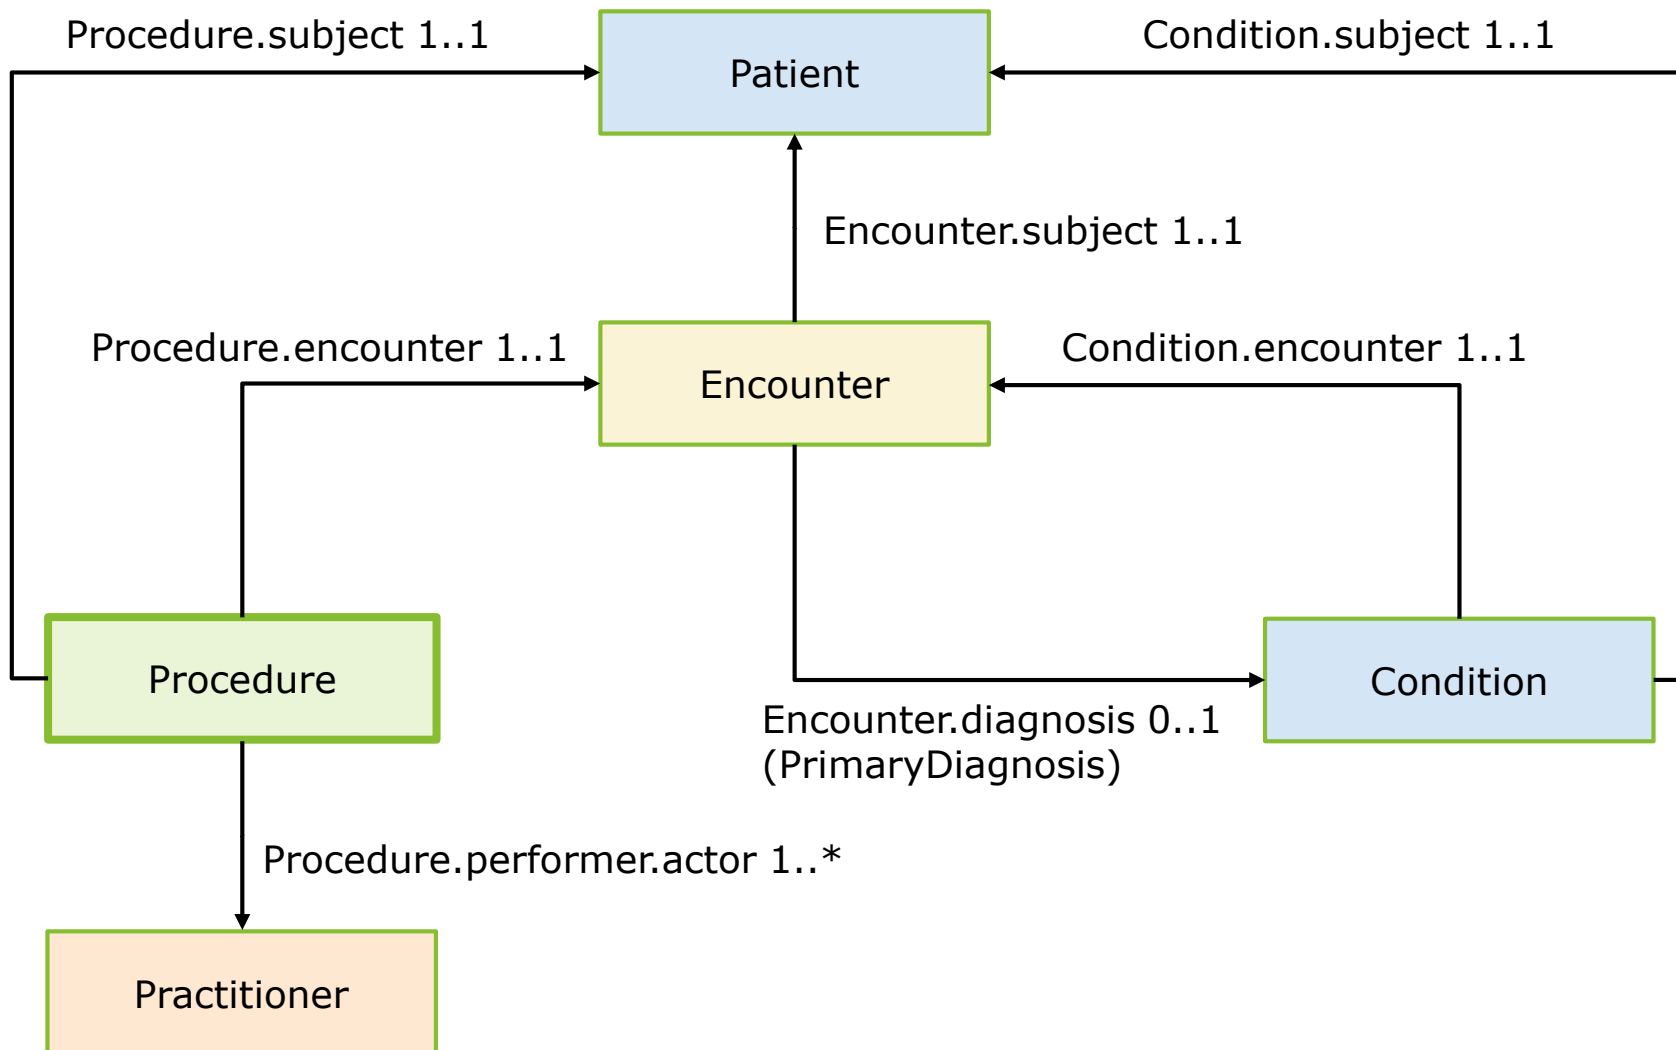 Procedure.subject 1..1
Patient
Condition.subject 1..1
Encounter.subject 1..1
Procedure.encounter 1..1
Encounter
Condition.encounter 1..1
Procedure
Condition
Encounter.diagnosis 0..1
(PrimaryDiagnosis)
Procedure.performer.actor 1..*
Practitioner